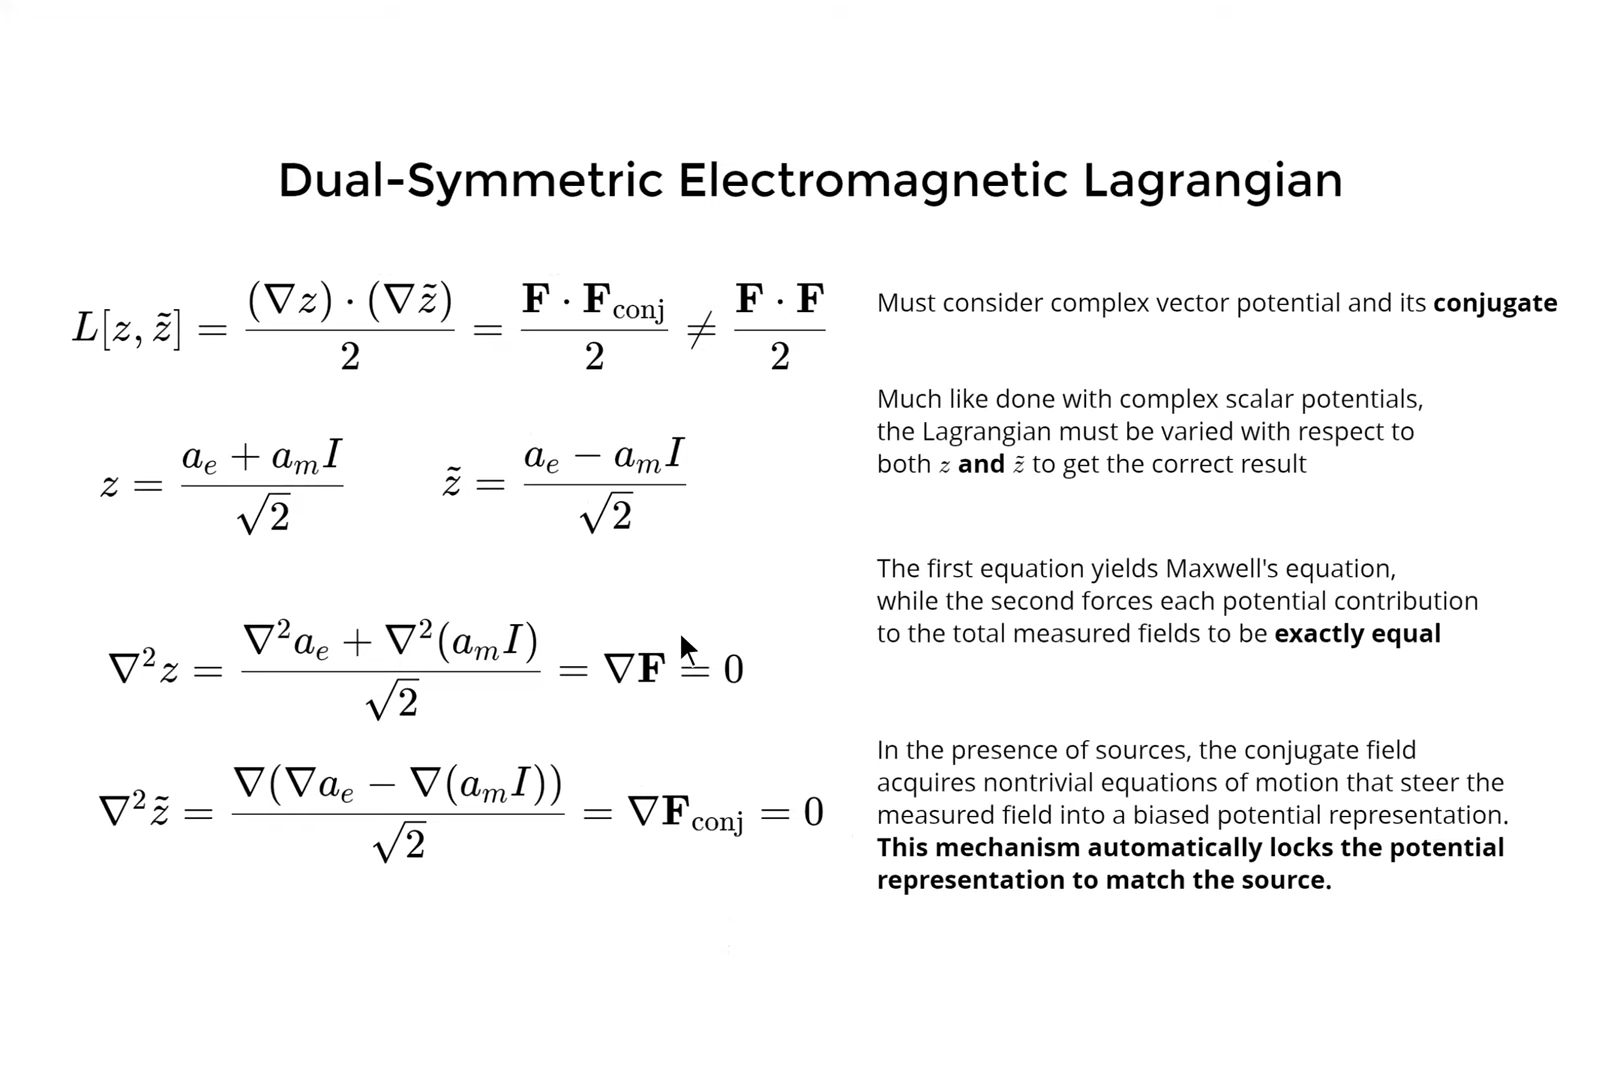 Dual-Symmetric Electromagnetic Lagrangian
L[z, z̃] = (∇z) · (∇z̃) / 2 = F · F_conj / 2 ≠ F · F / 2
Must consider complex vector potential and its conjugate
Much like done with complex scalar potentials,
the Lagrangian must be varied with respect to
both z and z̃ to get the correct result
z = (a_e + a_m I) / √2    z̃ = (a_e − a_m I) / √2
The first equation yields Maxwell's equation,
while the second forces each potential contribution
to the total measured fields to be exactly equal
∇²z = (∇²a_e + ∇²(a_m I)) / √2 = ∇F = 0
In the presence of sources, the conjugate field
acquires nontrivial equations of motion that steer the
measured field into a biased potential representation.
This mechanism automatically locks the potential
representation to match the source.
∇²z̃ = ∇(∇a_e − ∇(a_m I)) / √2 = ∇F_conj = 0